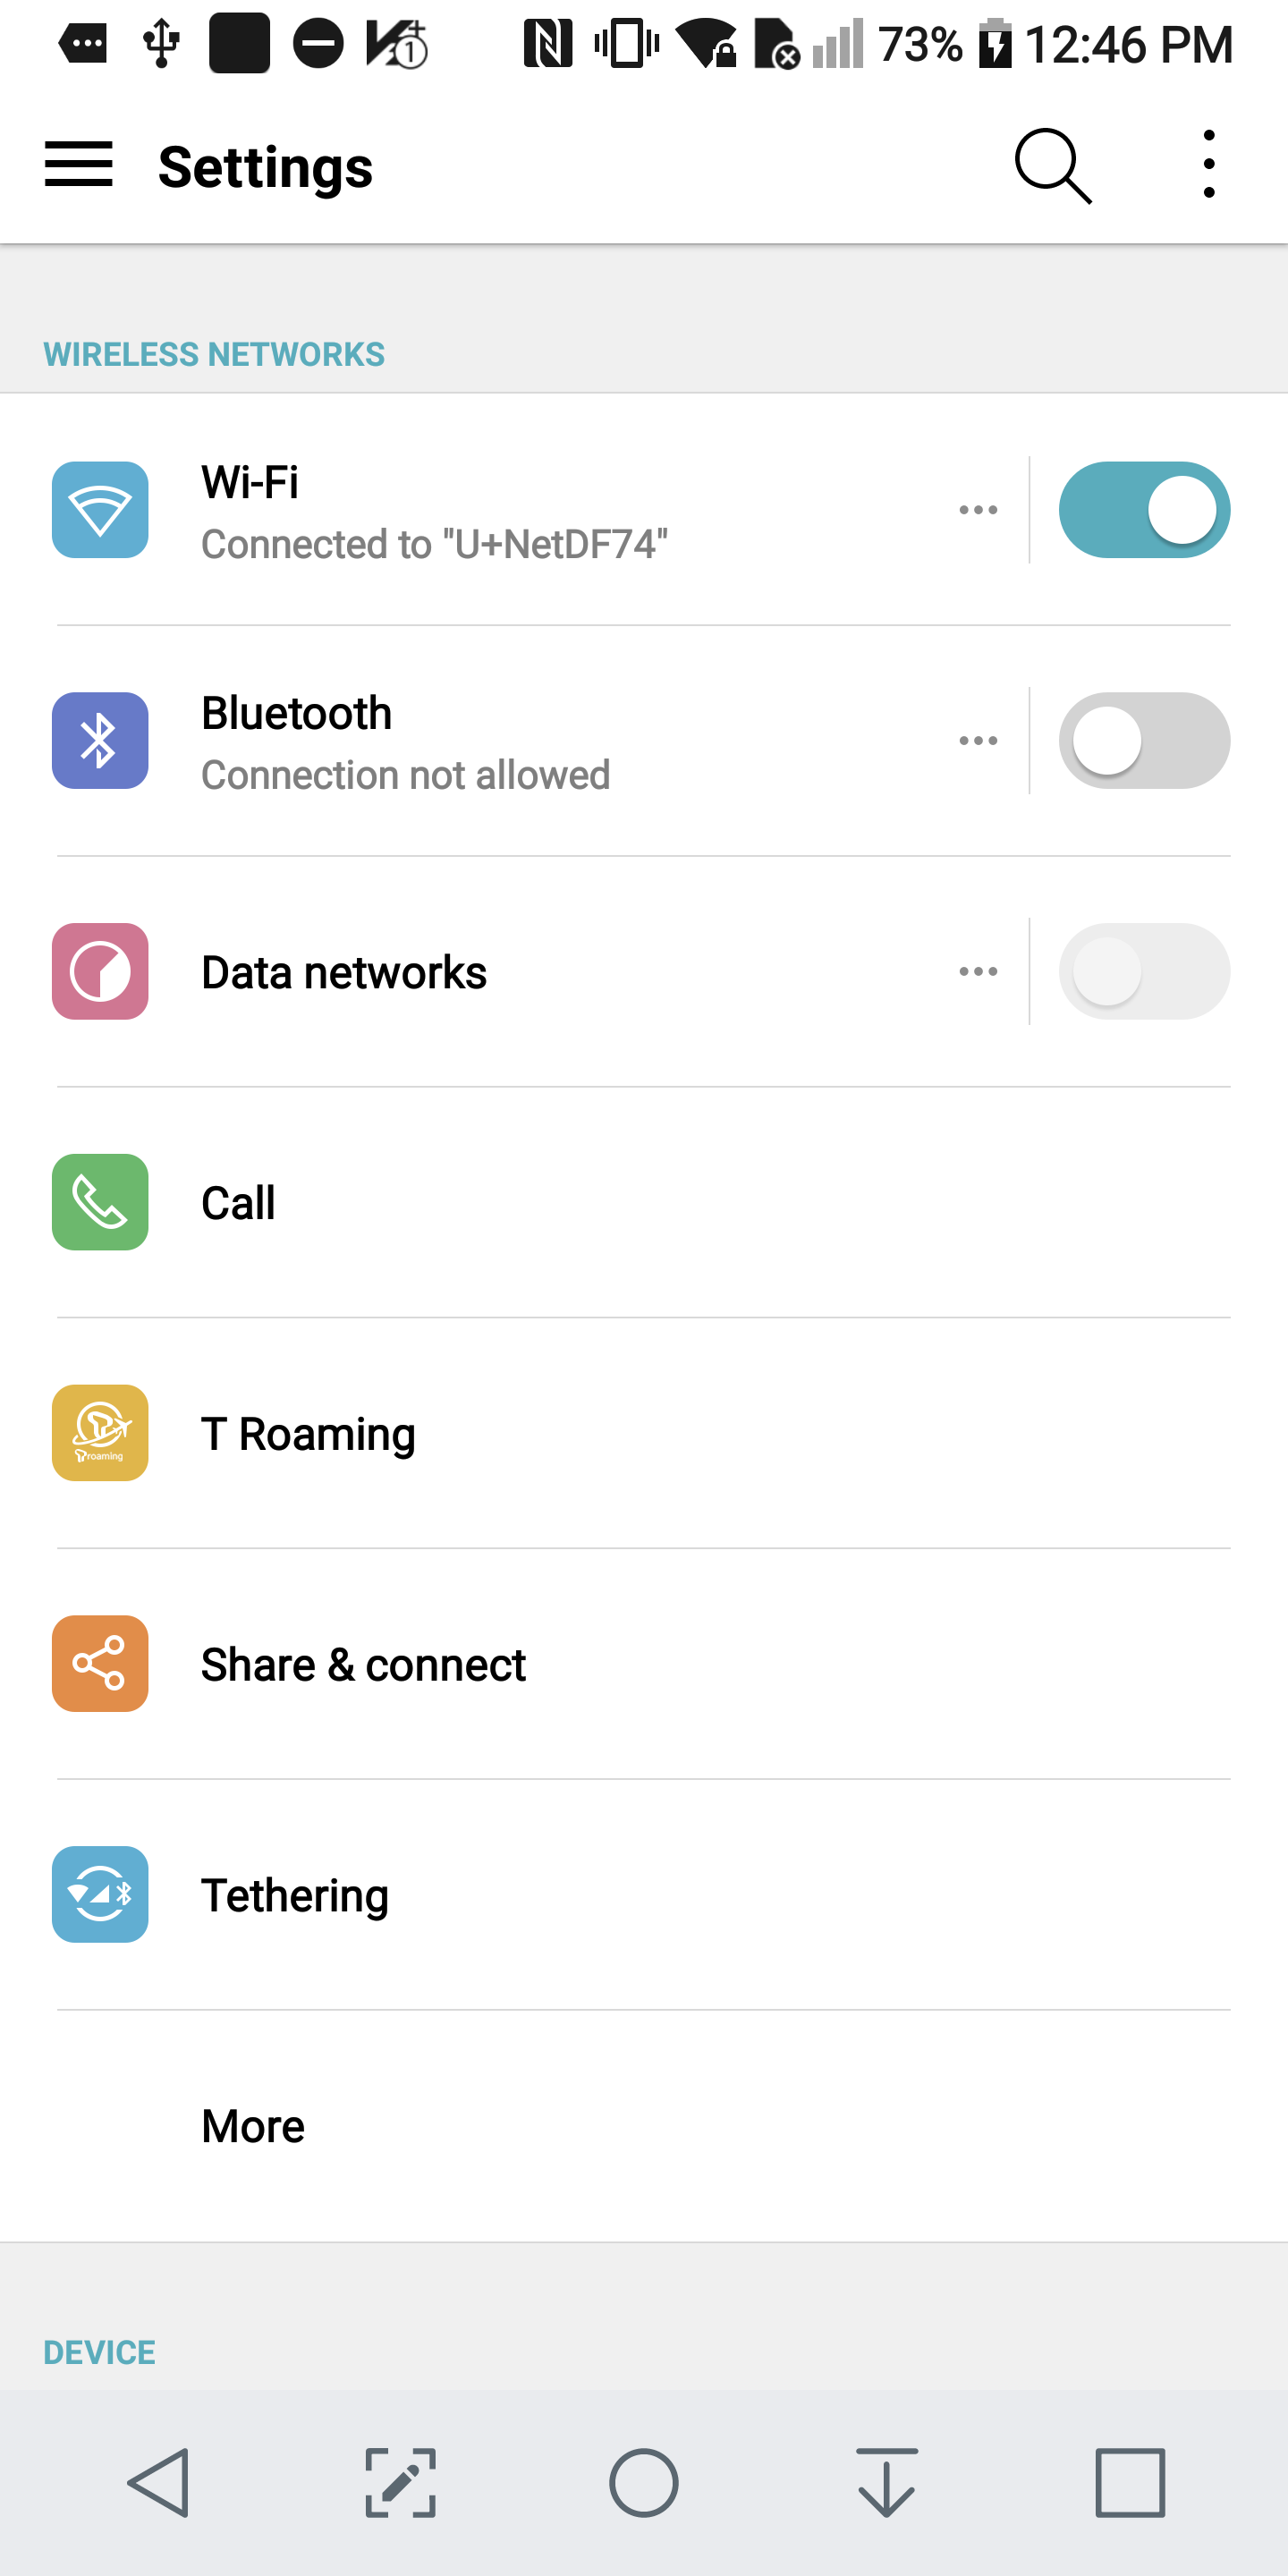 73% 12:46 PM
Settings
WIRELESS NETWORKS
Wi-Fi
Connected to "U+NetDF74"
Bluetooth
Connection not allowed
Data networks
Call
T Roaming
roaming
Share & connect
Tethering
More
DEVICE